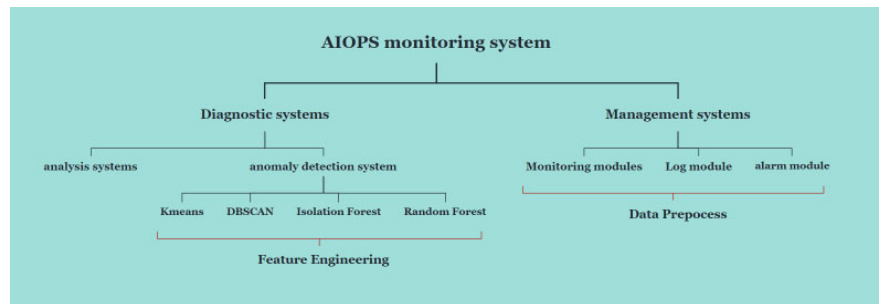 AIOPS monitoring system
Diagnostic systems
Management systems
analysis systems
anomaly detection system
Monitoring modules
Log module
alarm module
Kmeans
DBSCAN
Isolation Forest
Random Forest
Data Prepocess
Feature Engineering